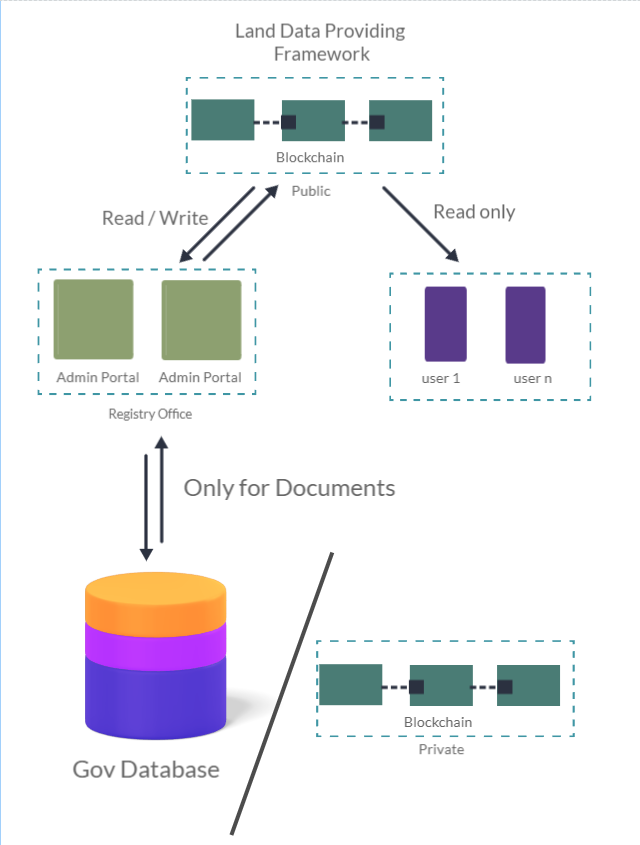 Land Data Providing
Framework
Blockchain
Public
Read / Write
Read only
Admin Portal
Admin Portal
user 1
user n
Registry Office
Only for Documents
Blockchain
Private
Gov Database